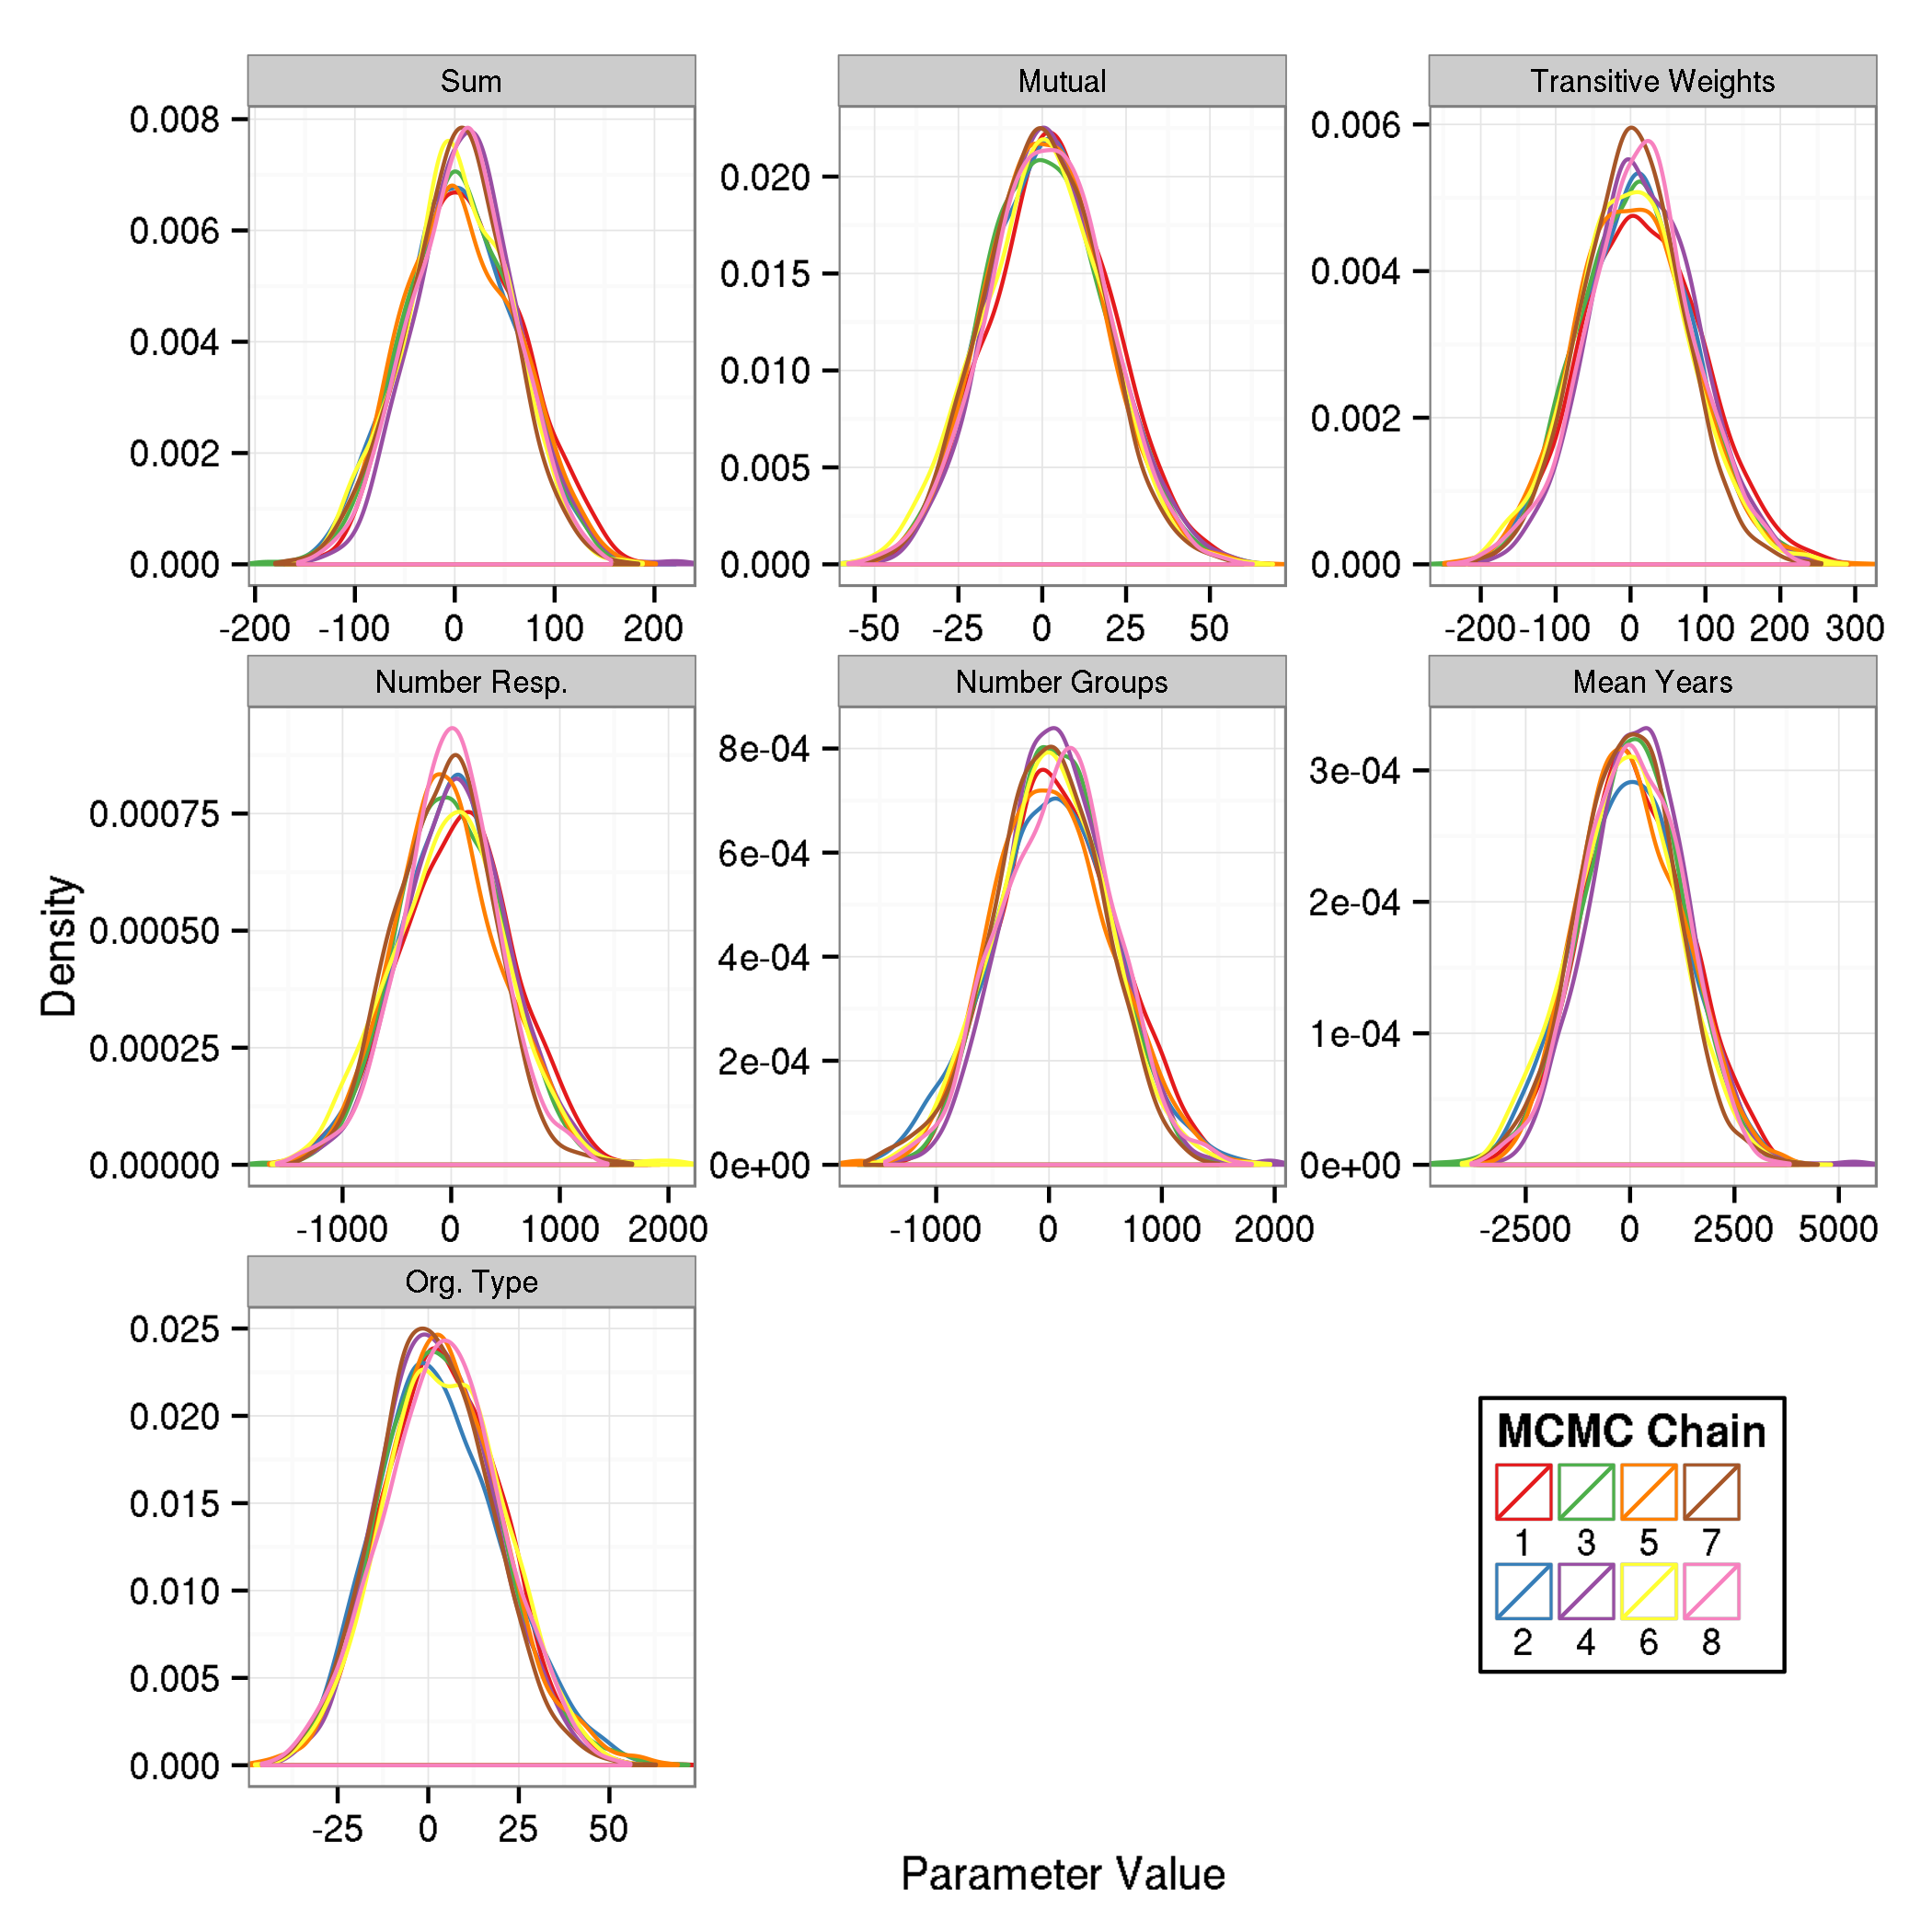 Sum
Mutual
Transitive Weights
0.008
0.006
0.004
0.002
0.000
0.020
0.015
0.010
0.005
0.000
0.006
0.004
0.002
0.000
-200 -100 0 100 200
-50 -25 0 25 50
-200 -100 0 100 200 300
Number Resp.
Number Groups
Mean Years
0.00075
0.00050
0.00025
0.00000
8e-04
6e-04
4e-04
2e-04
0e+00
3e-04
2e-04
1e-04
0e+00
-1000 0 1000 2000
-1000 0 1000 2000
-2500 0 2500 5000
Org. Type
0.025
0.020
0.015
0.010
0.005
0.000
-25 0 25 50
Density
Parameter Value
MCMC Chain
1 3 5 7
2 4 6 8